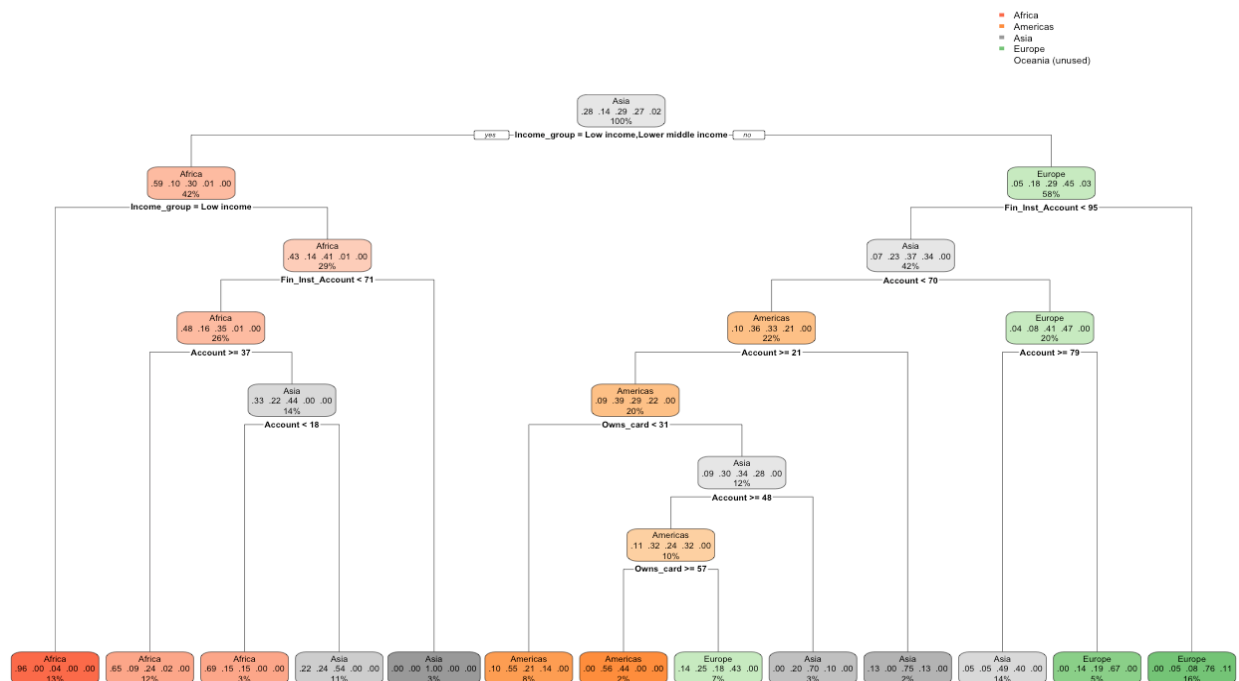 Africa
Americas
Asia
Europe
Oceania (unused)
Asia
.28 .14 .29 .27 .02
100%
yes Income_group = Low income,Lower middle income no
Africa
.59 .10 .30 .01 .00
42%
Income_group = Low income
Europe
.05 .18 .29 .45 .03
58%
Fin_Inst_Account < 95
Africa
.43 .14 .41 .01 .00
29%
Fin_Inst_Account < 71
Asia
.07 .23 .37 .34 .00
42%
Account < 70
Africa
.48 .16 .35 .01 .00
26%
Account >= 37
Americas
.10 .36 .33 .21 .00
22%
Account >= 21
Europe
.04 .08 .41 .47 .00
20%
Account >= 79
Asia
.33 .22 .44 .00 .00
14%
Account < 18
Americas
.09 .39 .29 .22 .00
20%
Owns_card < 31
Asia
.09 .30 .34 .28 .00
12%
Account >= 48
Americas
.11 .32 .24 .32 .00
10%
Owns_card >= 57
Africa
.96 .00 .04 .00 .00
13%
Africa
.65 .09 .24 .02 .00
12%
Africa
.69 .15 .15 .00 .00
3%
Asia
.22 .24 .54 .00 .00
11%
Asia
.00 .00 1.00 .00 .00
3%
Americas
.10 .55 .21 .14 .00
8%
Americas
.00 .56 .44 .00 .00
2%
Europe
.14 .25 .18 .43 .00
7%
Asia
.00 .20 .70 .10 .00
3%
Asia
.13 .00 .75 .13 .00
2%
Asia
.05 .05 .49 .40 .00
14%
Europe
.00 .14 .19 .67 .00
5%
Europe
.00 .05 .08 .76 .11
16%